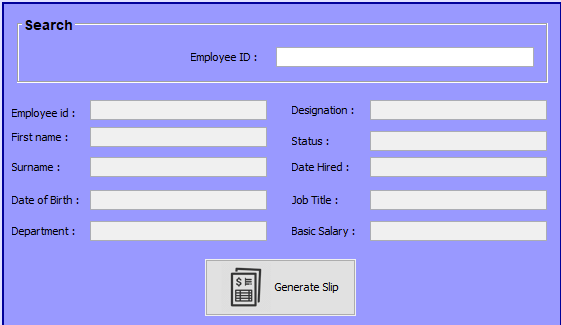 Search
Employee ID :
Employee id :
First name :
Surname :
Date of Birth :
Department :
Designation :
Status :
Date Hired :
Job Title :
Basic Salary :
$
Generate Slip